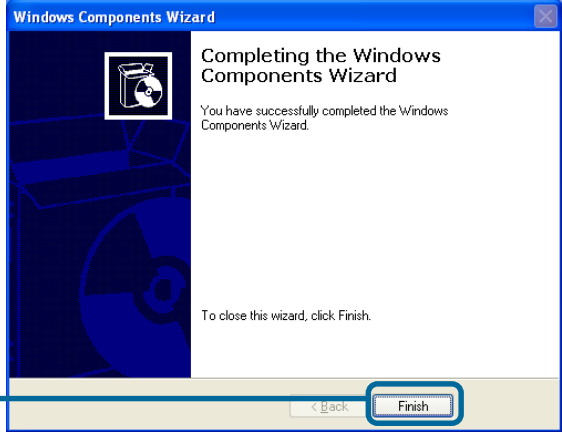 Windows Components Wizard
Completing the Windows
Components Wizard
You have successfully completed the Windows
Components Wizard.
To close this wizard, click Finish.
< Back
Finish